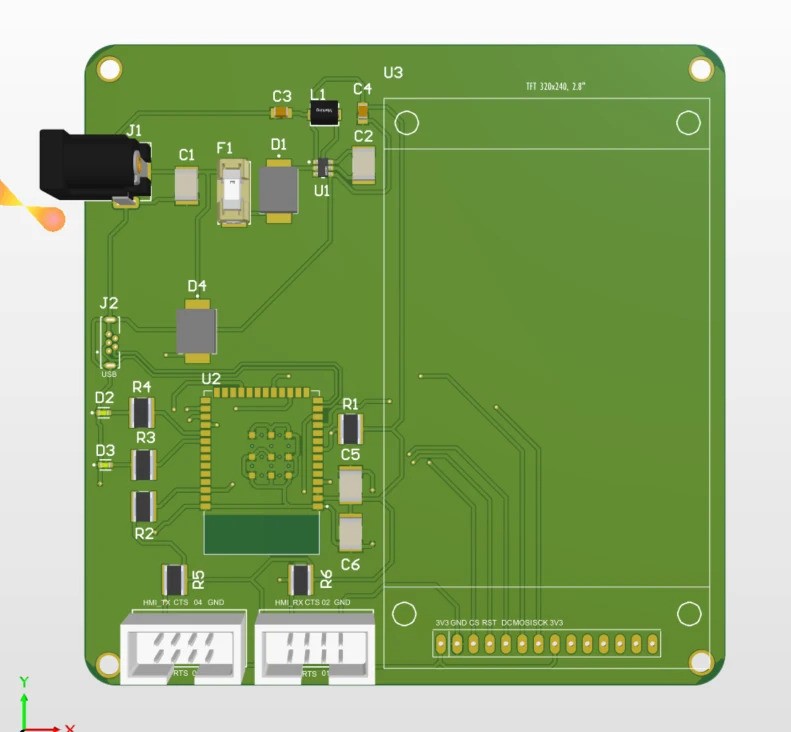 U3
TFT 320x240, 2.8"
C3
L1
C4
J1
C1
F1
D1
C2
U1
D4
J2
USB
U2
D2
R4
R1
D3
R3
C5
R2
C6
R5
R6
HMI_TX CTS 04 GND
HMI_RX CTS 02 GND
3V3 GND CS RST DC MOSI SCK 3V3
RTS
RTS
Y
X